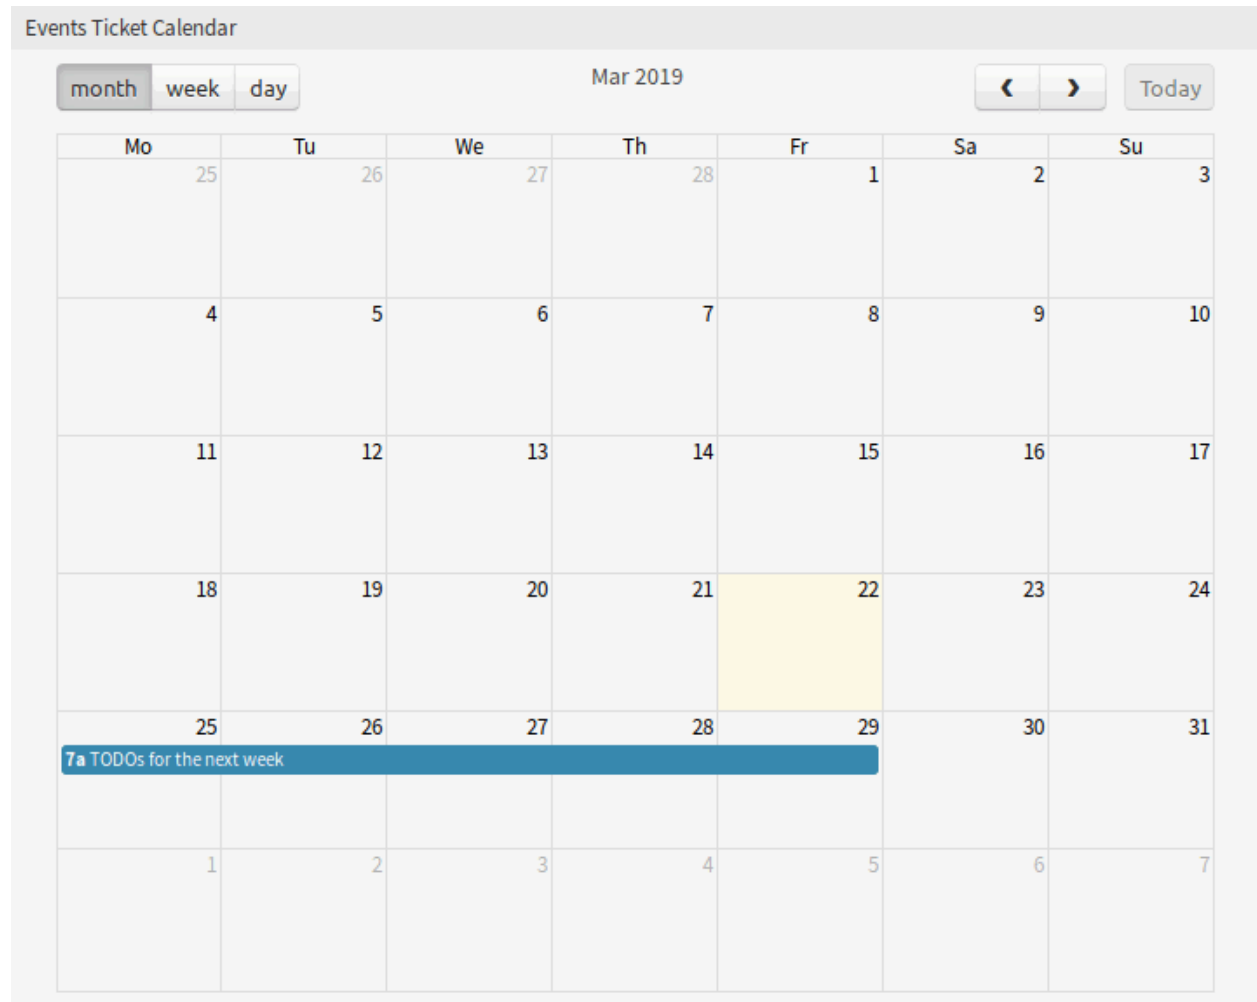 Events Ticket Calendar
month week day Mar 2019 ❮ ❯ Today
Mo Tu We Th Fr Sa Su
25 26 27 28 1 2 3
4 5 6 7 8 9 10
11 12 13 14 15 16 17
18 19 20 21 22 23 24
25 26 27 28 29 30 31
7a TODOs for the next week
1 2 3 4 5 6 7